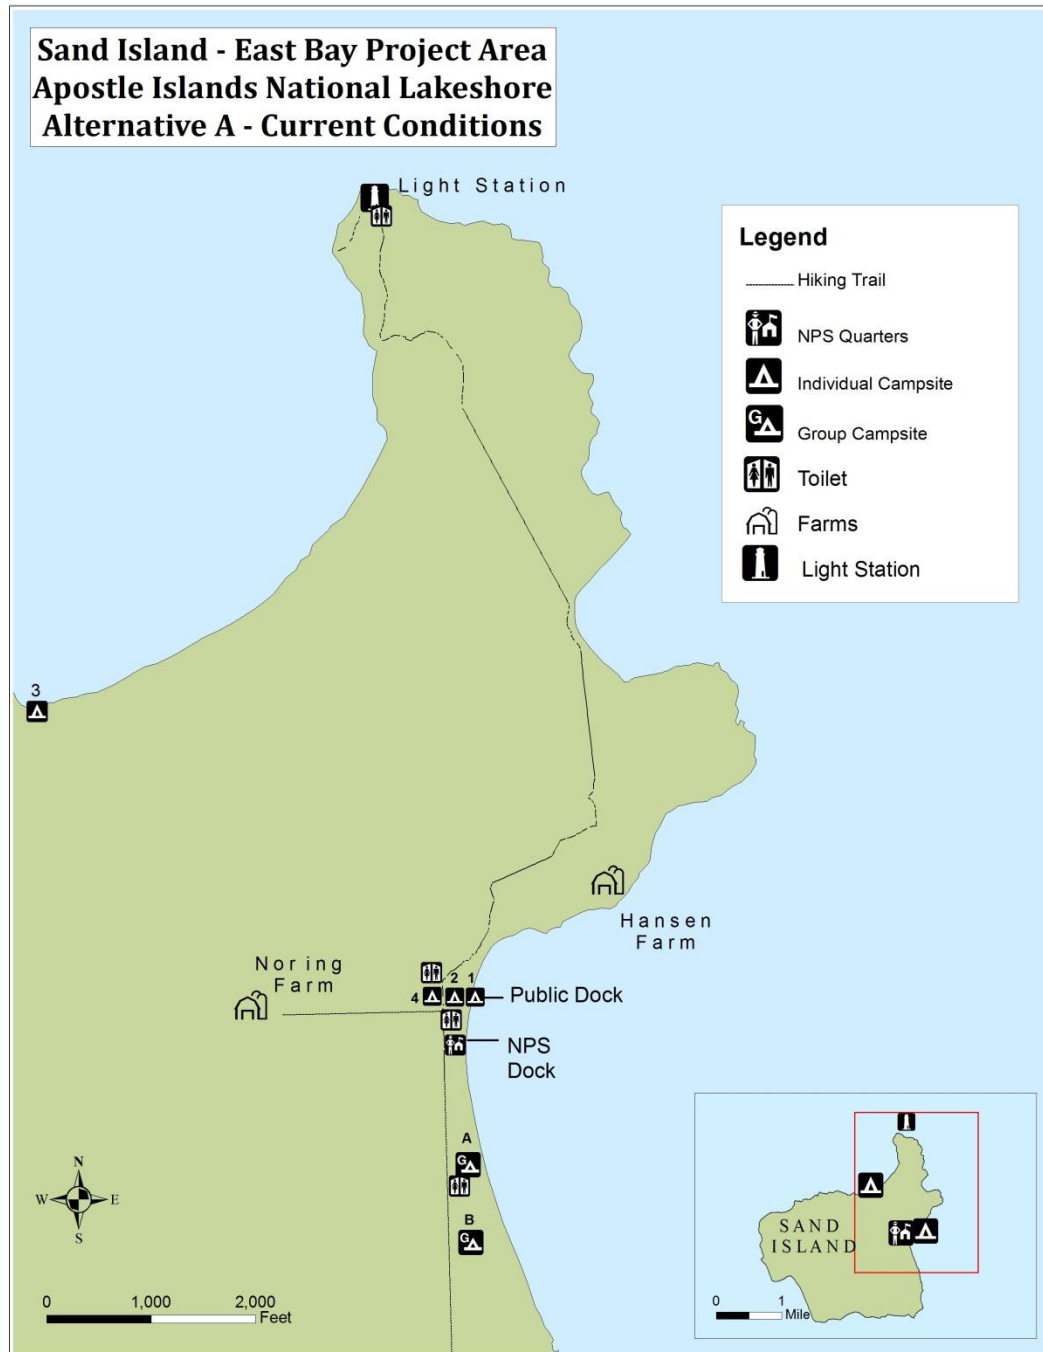 Sand Island - East Bay Project Area
Apostle Islands National Lakeshore
Alternative A - Current Conditions
Light Station
Legend
Hiking Trail
NPS Quarters
Individual Campsite
G
Group Campsite
Toilet
Farms
Light Station
3
Hansen
Farm
Noring
Farm
4
2
1
Public Dock
NPS
Dock
A
G
B
G
N
W
E
S
0
1,000
2,000
Feet
SAND
ISLAND
0
1
Mile